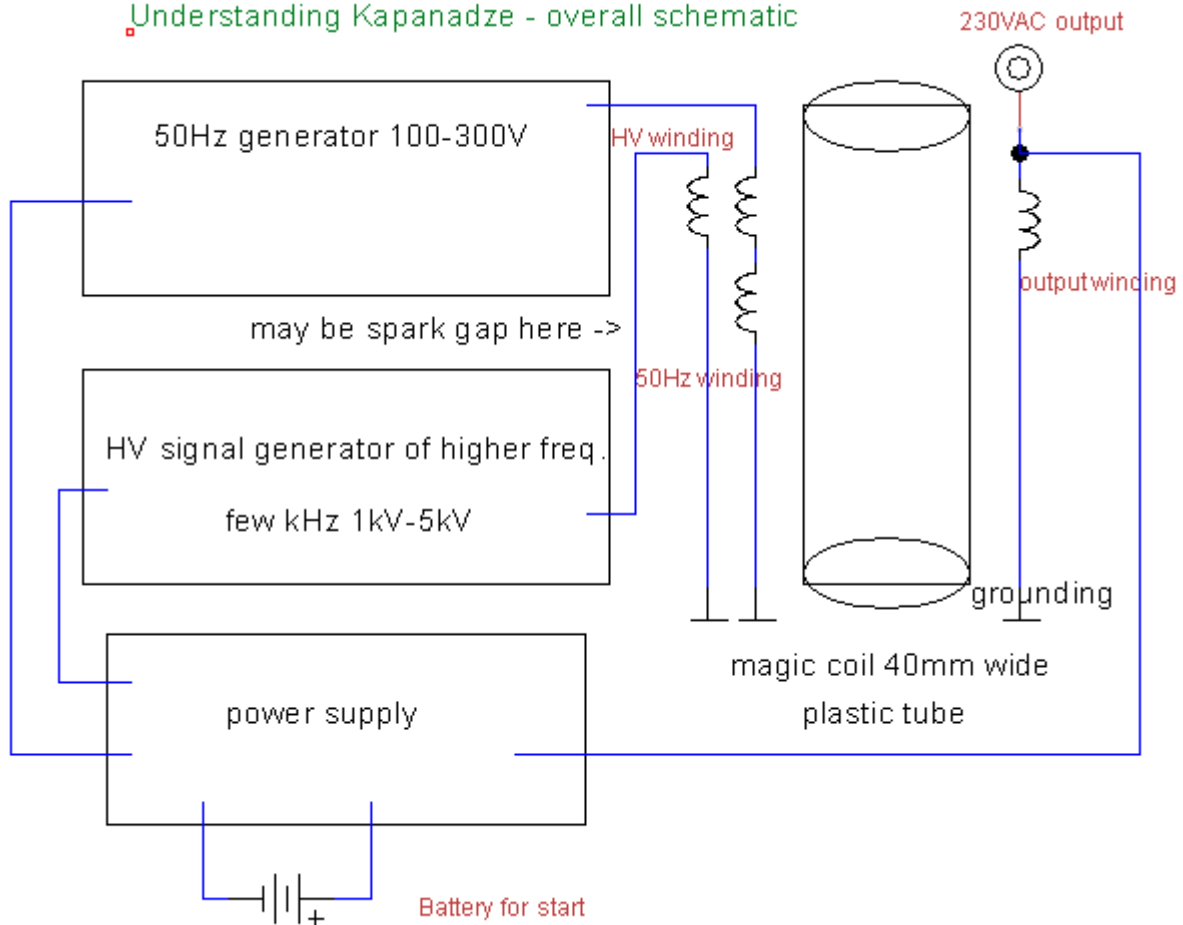 Understanding Kapanadze - overall schematic
230VAC output
50Hz generator 100-300V
HV winding
output winding
may be spark gap here ->
50Hz winding
HV signal generator of higher freq.
few kHz 1kV-5kV
grounding
magic coil 40mm wide
plastic tube
power supply
+
Battery for start